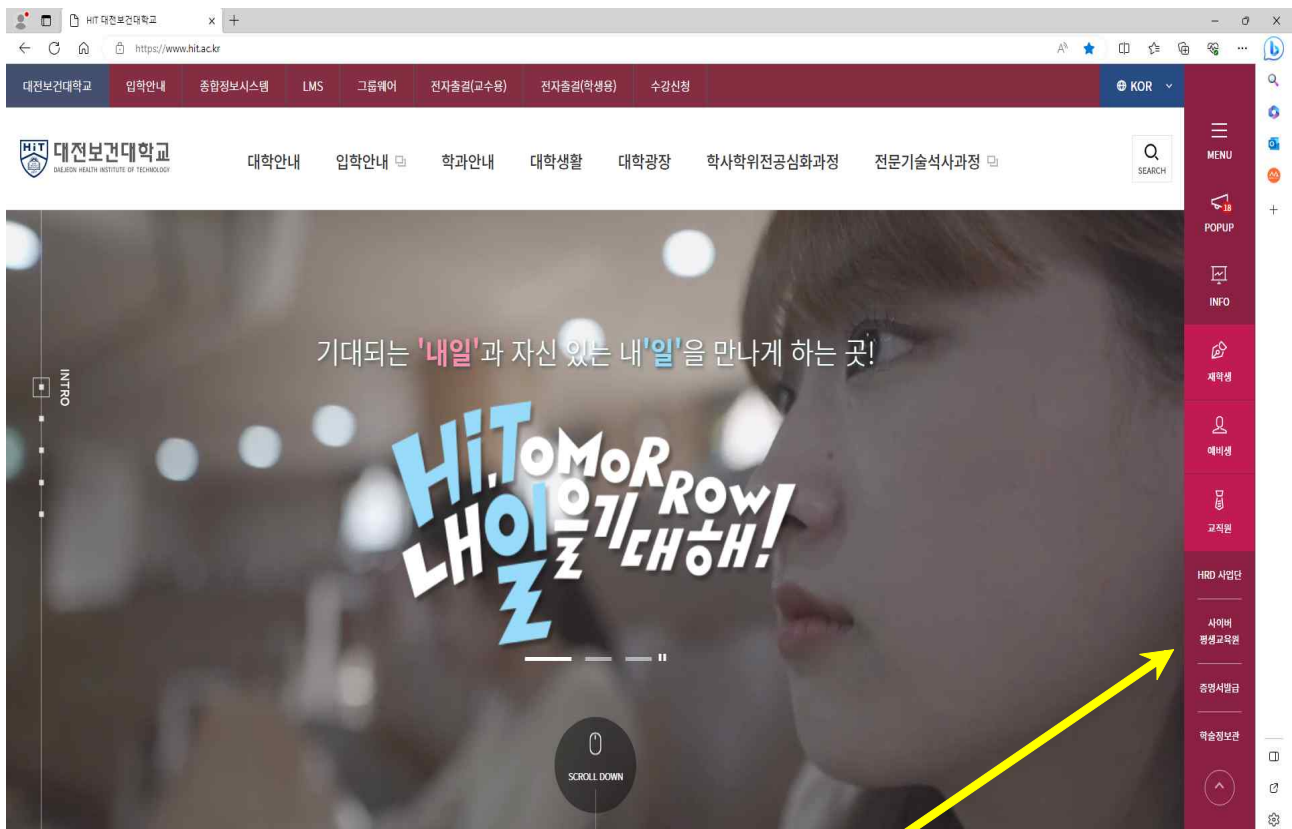 HIT 대전보건대학교
https://www.hit.ac.kr
대전보건대학교 입학안내 종합정보시스템 LMS 그룹웨어 전자출결(교수용) 전자출결(학생용) 수강신청 KOR
HiT 대전보건대학교
DAEJEON HEALTH INSTITUTE OF TECHNOLOGY
대학안내 입학안내 학과안내 대학생활 대학광장 학사학위전공심화과정 전문기술석사과정
SEARCH
MENU
18
POPUP
INFO
재학생
예비생
교직원
HRD 사업단
사이버
평생교육원
증명서발급
학술정보관
INTRO
기대되는 '내일'과 자신 있는 내'일'을 만나게 하는 곳!
Hi, TOMORROW
내일을 기대해!
SCROLL DOWN